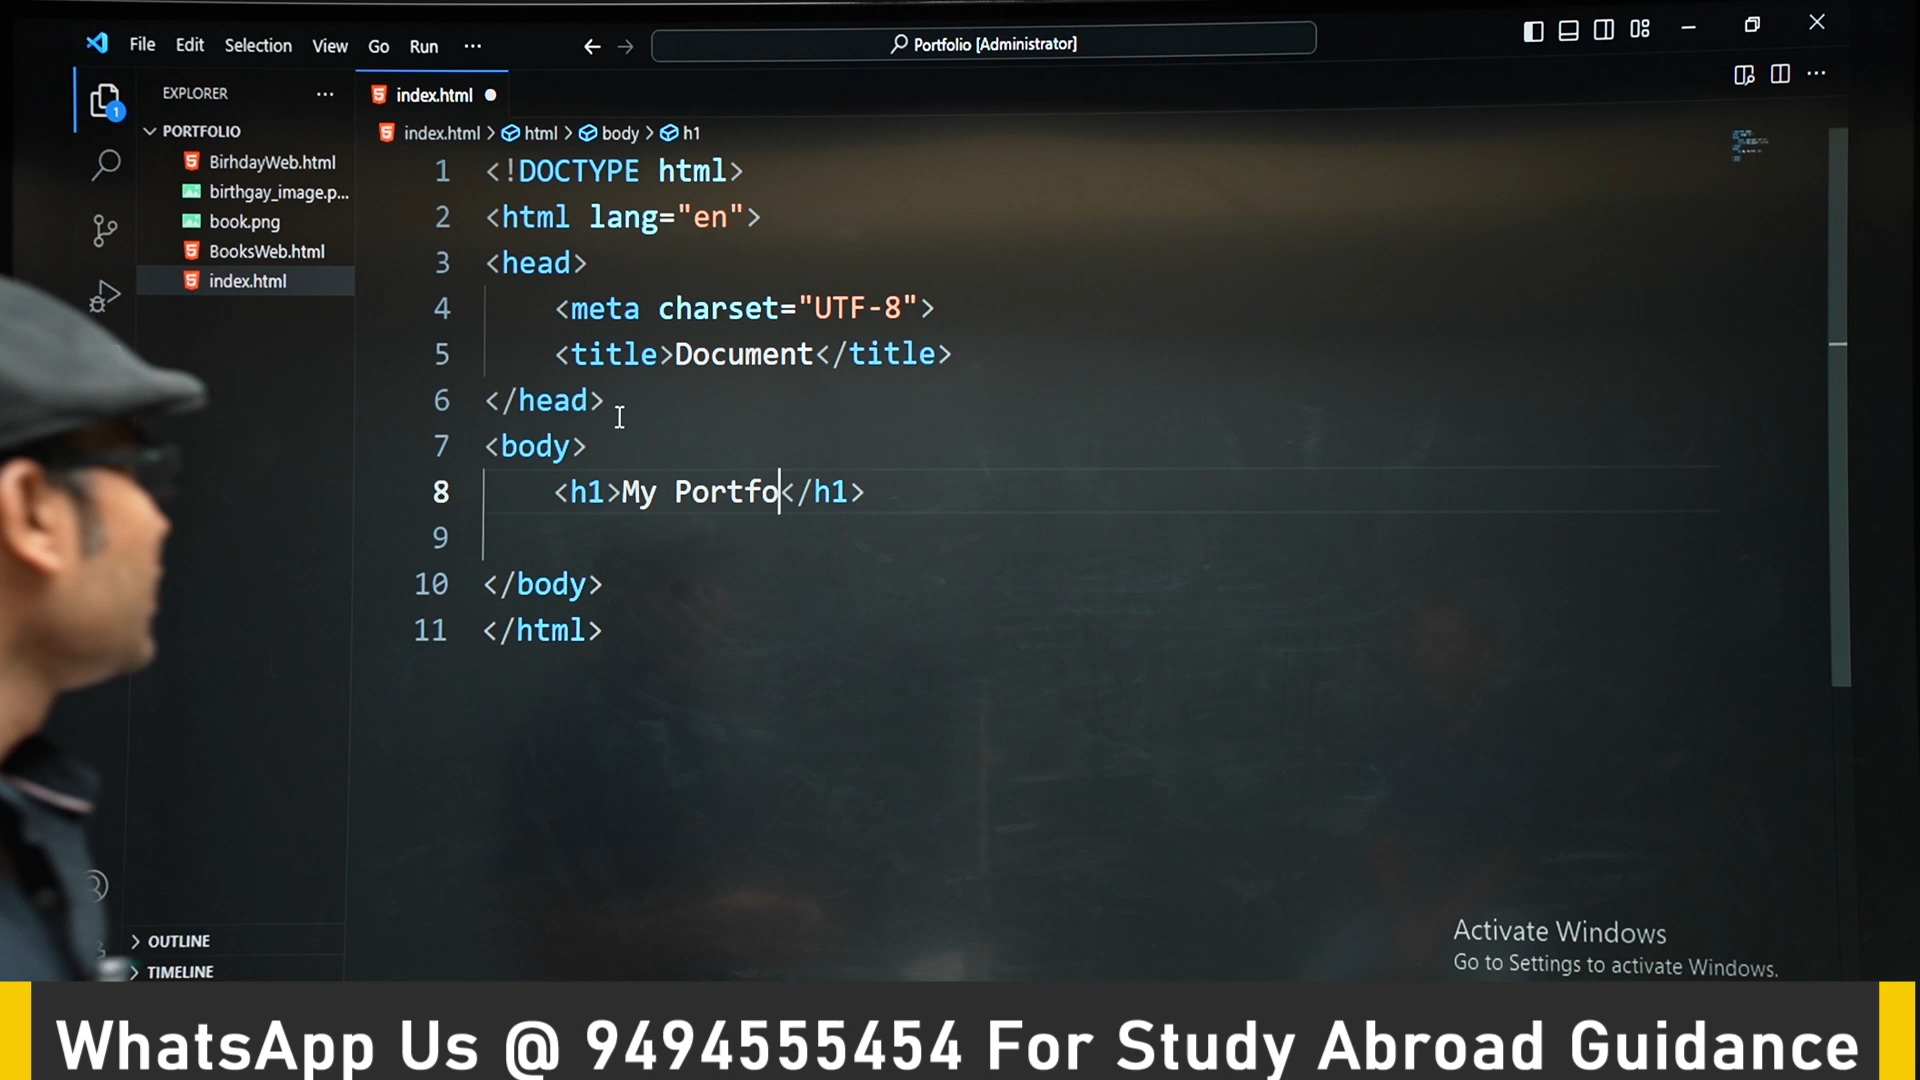 File Edit Selection View Go Run ···
Portfolio [Administrator]
EXPLORER ···
index.html
1
PORTFOLIO
BirhdayWeb.html
birthgay_image.p...
book.png
BooksWeb.html
index.html
index.html > html > body > h1
1 <!DOCTYPE html>
2 <html lang="en">
3 <head>
4 <meta charset="UTF-8">
5 <title>Document</title>
6 </head>
7 <body>
8 <h1>My Portfo</h1>
9
10 </body>
11 </html>
OUTLINE
TIMELINE
Activate Windows
Go to Settings to activate Windows.
WhatsApp Us @ 9494555454 For Study Abroad Guidance